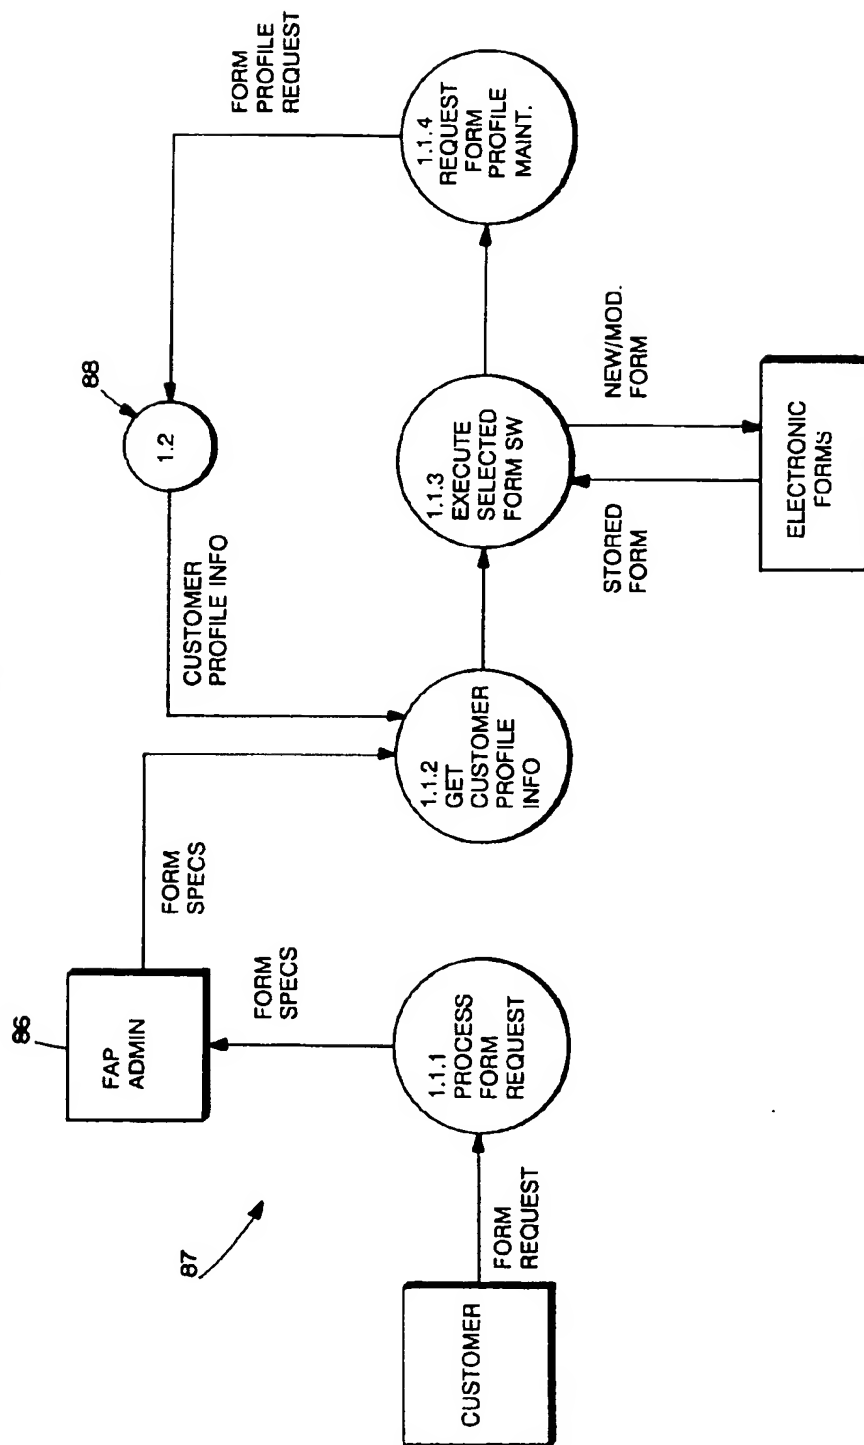 86
FAP
ADMIN
FORM
SPECS
CUSTOMER
PROFILE INFO
88
1.2
FORM
PROFILE
REQUEST
87
FORM
SPECS
CUSTOMER
FORM
REQUEST
1.1.1
PROCESS
FORM
REQUEST
1.1.2
GET
CUSTOMER
PROFILE
INFO
1.1.3
EXECUTE
SELECTED
FORM SW
1.1.4
REQUEST
FORM
PROFILE
MAINT.
STORED
FORM
NEW/MOD.
FORM
ELECTRONIC
FORMS